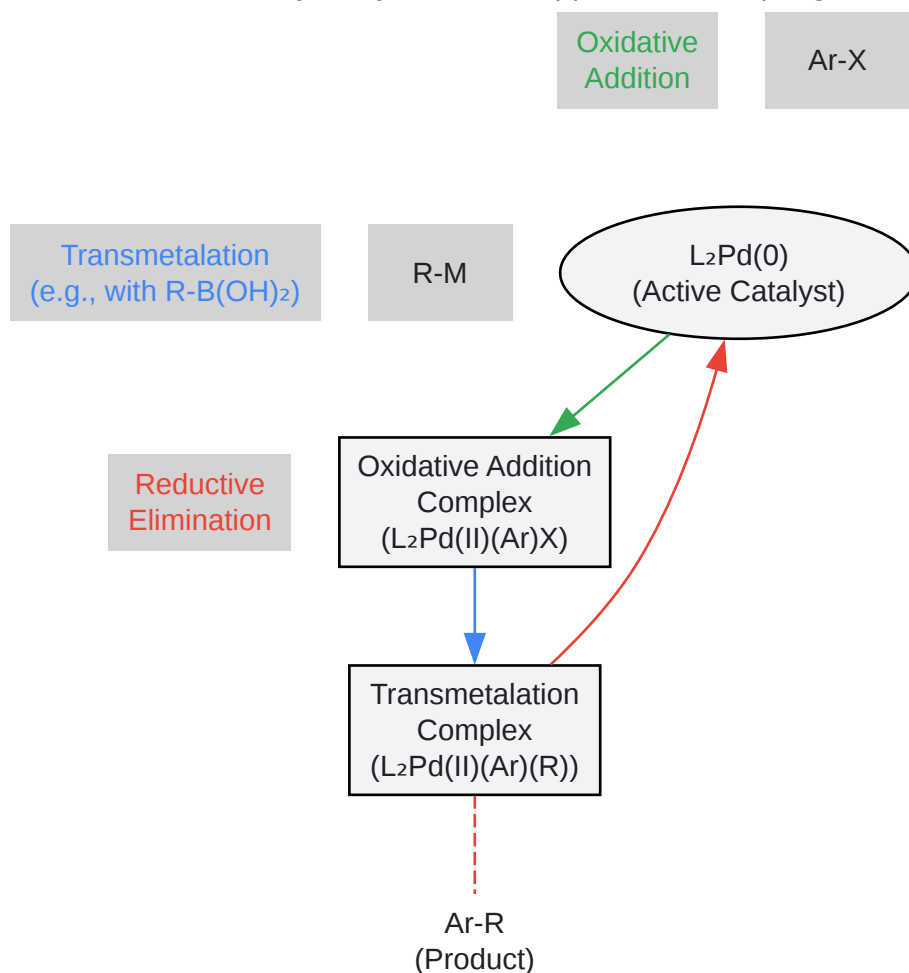 Oxidative
Addition
Ar-X
Transmetalation
(e.g., with R-B(OH)₂)
R-M
L₂Pd(0)
(Active Catalyst)
Reductive
Elimination
Oxidative Addition
Complex
(L₂Pd(II)(Ar)X)
Transmetalation
Complex
(L₂Pd(II)(Ar)(R))
Ar-R
(Product)